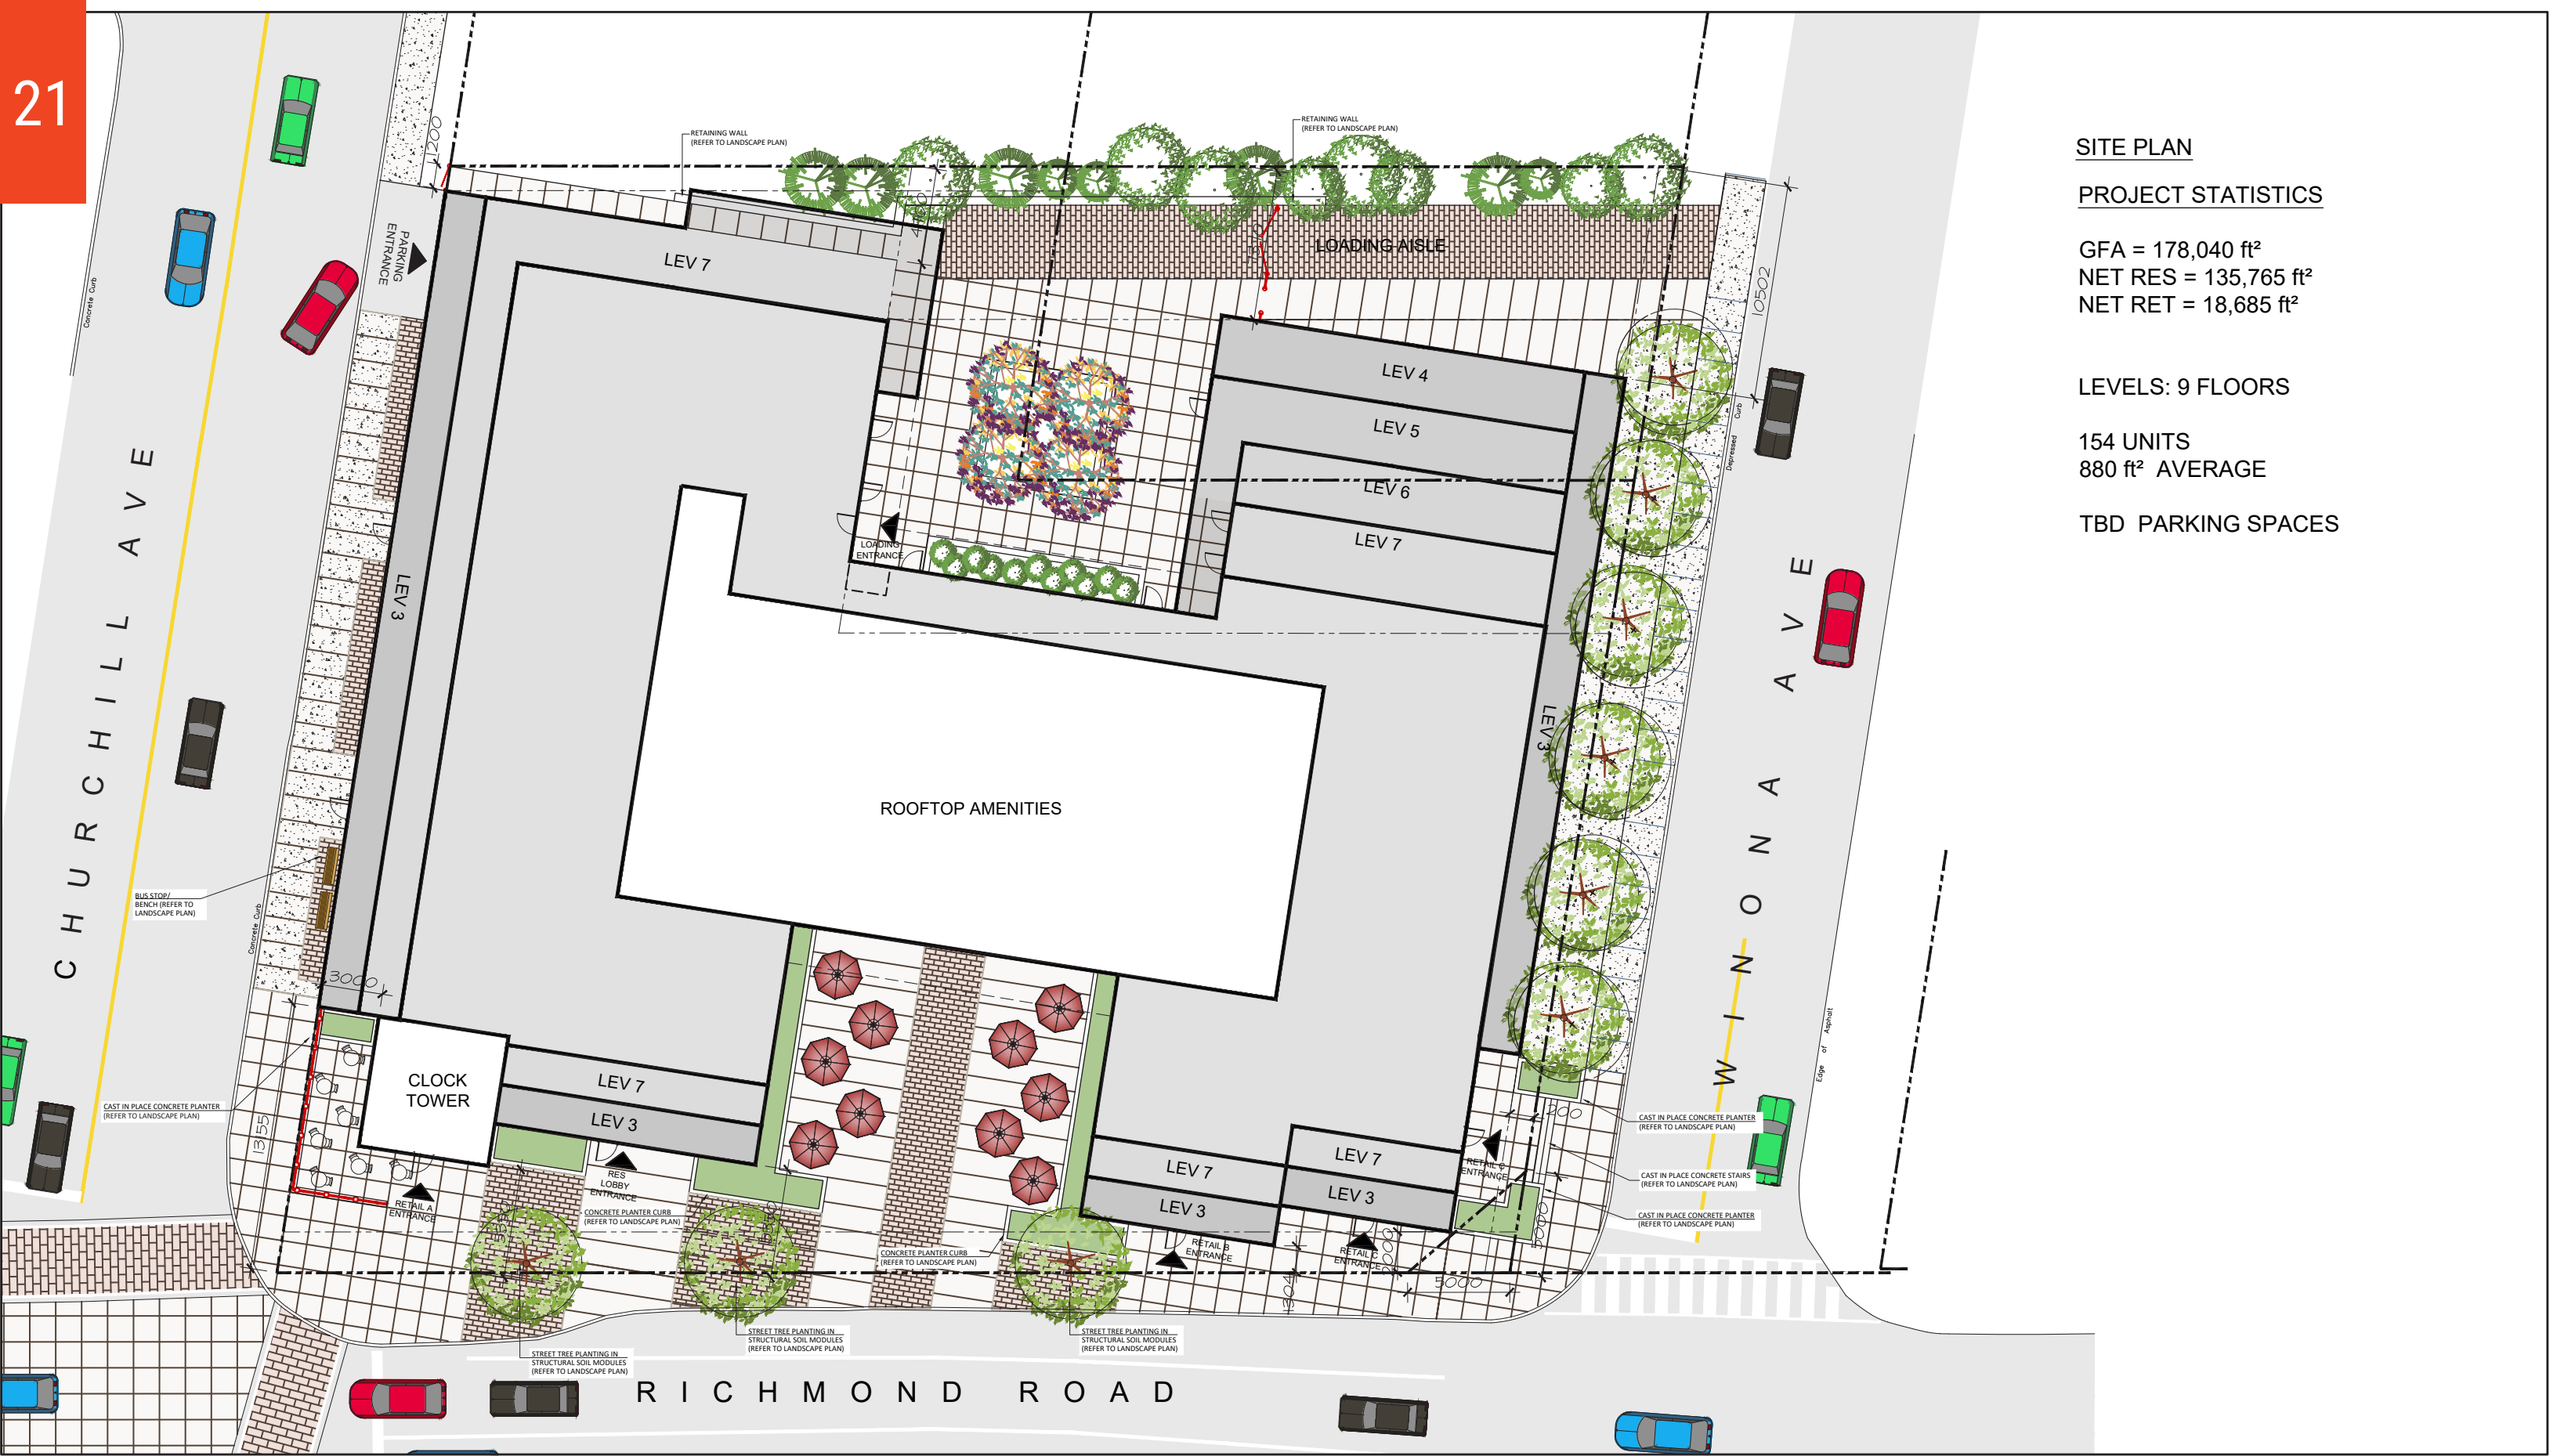 21
SITE PLAN
PROJECT STATISTICS
GFA = 178,040 ft²
NET RES = 135,765 ft²
NET RET = 18,685 ft²
LEVELS: 9 FLOORS
154 UNITS
880 ft² AVERAGE
TBD PARKING SPACES
1200
RETAINING WALL
(REFER TO LANDSCAPE PLAN)
RETAINING WALL
(REFER TO LANDSCAPE PLAN)
PARKING
ENTRANCE
LOADING AISLE
10502
Concrete Curb
LEV 7
LEV 4
LEV 5
LEV 6
LEV 7
Depressed Curb
LOADING
ENTRANCE
LEV 3
LEV 3
CHURCHILL AVE
WINONA AVE
ROOFTOP AMENITIES
BUS STOP/
BENCH (REFER TO
LANDSCAPE PLAN)
Concrete Curb
3000
Edge of Asphalt
CLOCK
TOWER
LEV 7
LEV 3
CAST IN PLACE CONCRETE PLANTER
(REFER TO LANDSCAPE PLAN)
13155
RES
LOBBY
ENTRANCE
RETAIL A
ENTRANCE
CONCRETE PLANTER CURB
(REFER TO LANDSCAPE PLAN)
CONCRETE PLANTER CURB
(REFER TO LANDSCAPE PLAN)
LEV 7
LEV 3
LEV 7
LEV 3
RETAIL B
ENTRANCE
RETAIL C
ENTRANCE
RETAIL C
ENTRANCE
CAST IN PLACE CONCRETE PLANTER
(REFER TO LANDSCAPE PLAN)
CAST IN PLACE CONCRETE STAIRS
(REFER TO LANDSCAPE PLAN)
CAST IN PLACE CONCRETE PLANTER
(REFER TO LANDSCAPE PLAN)
5000
5000
STREET TREE PLANTING IN
STRUCTURAL SOIL MODULES
(REFER TO LANDSCAPE PLAN)
STREET TREE PLANTING IN
STRUCTURAL SOIL MODULES
(REFER TO LANDSCAPE PLAN)
STREET TREE PLANTING IN
STRUCTURAL SOIL MODULES
(REFER TO LANDSCAPE PLAN)
RICHMOND ROAD